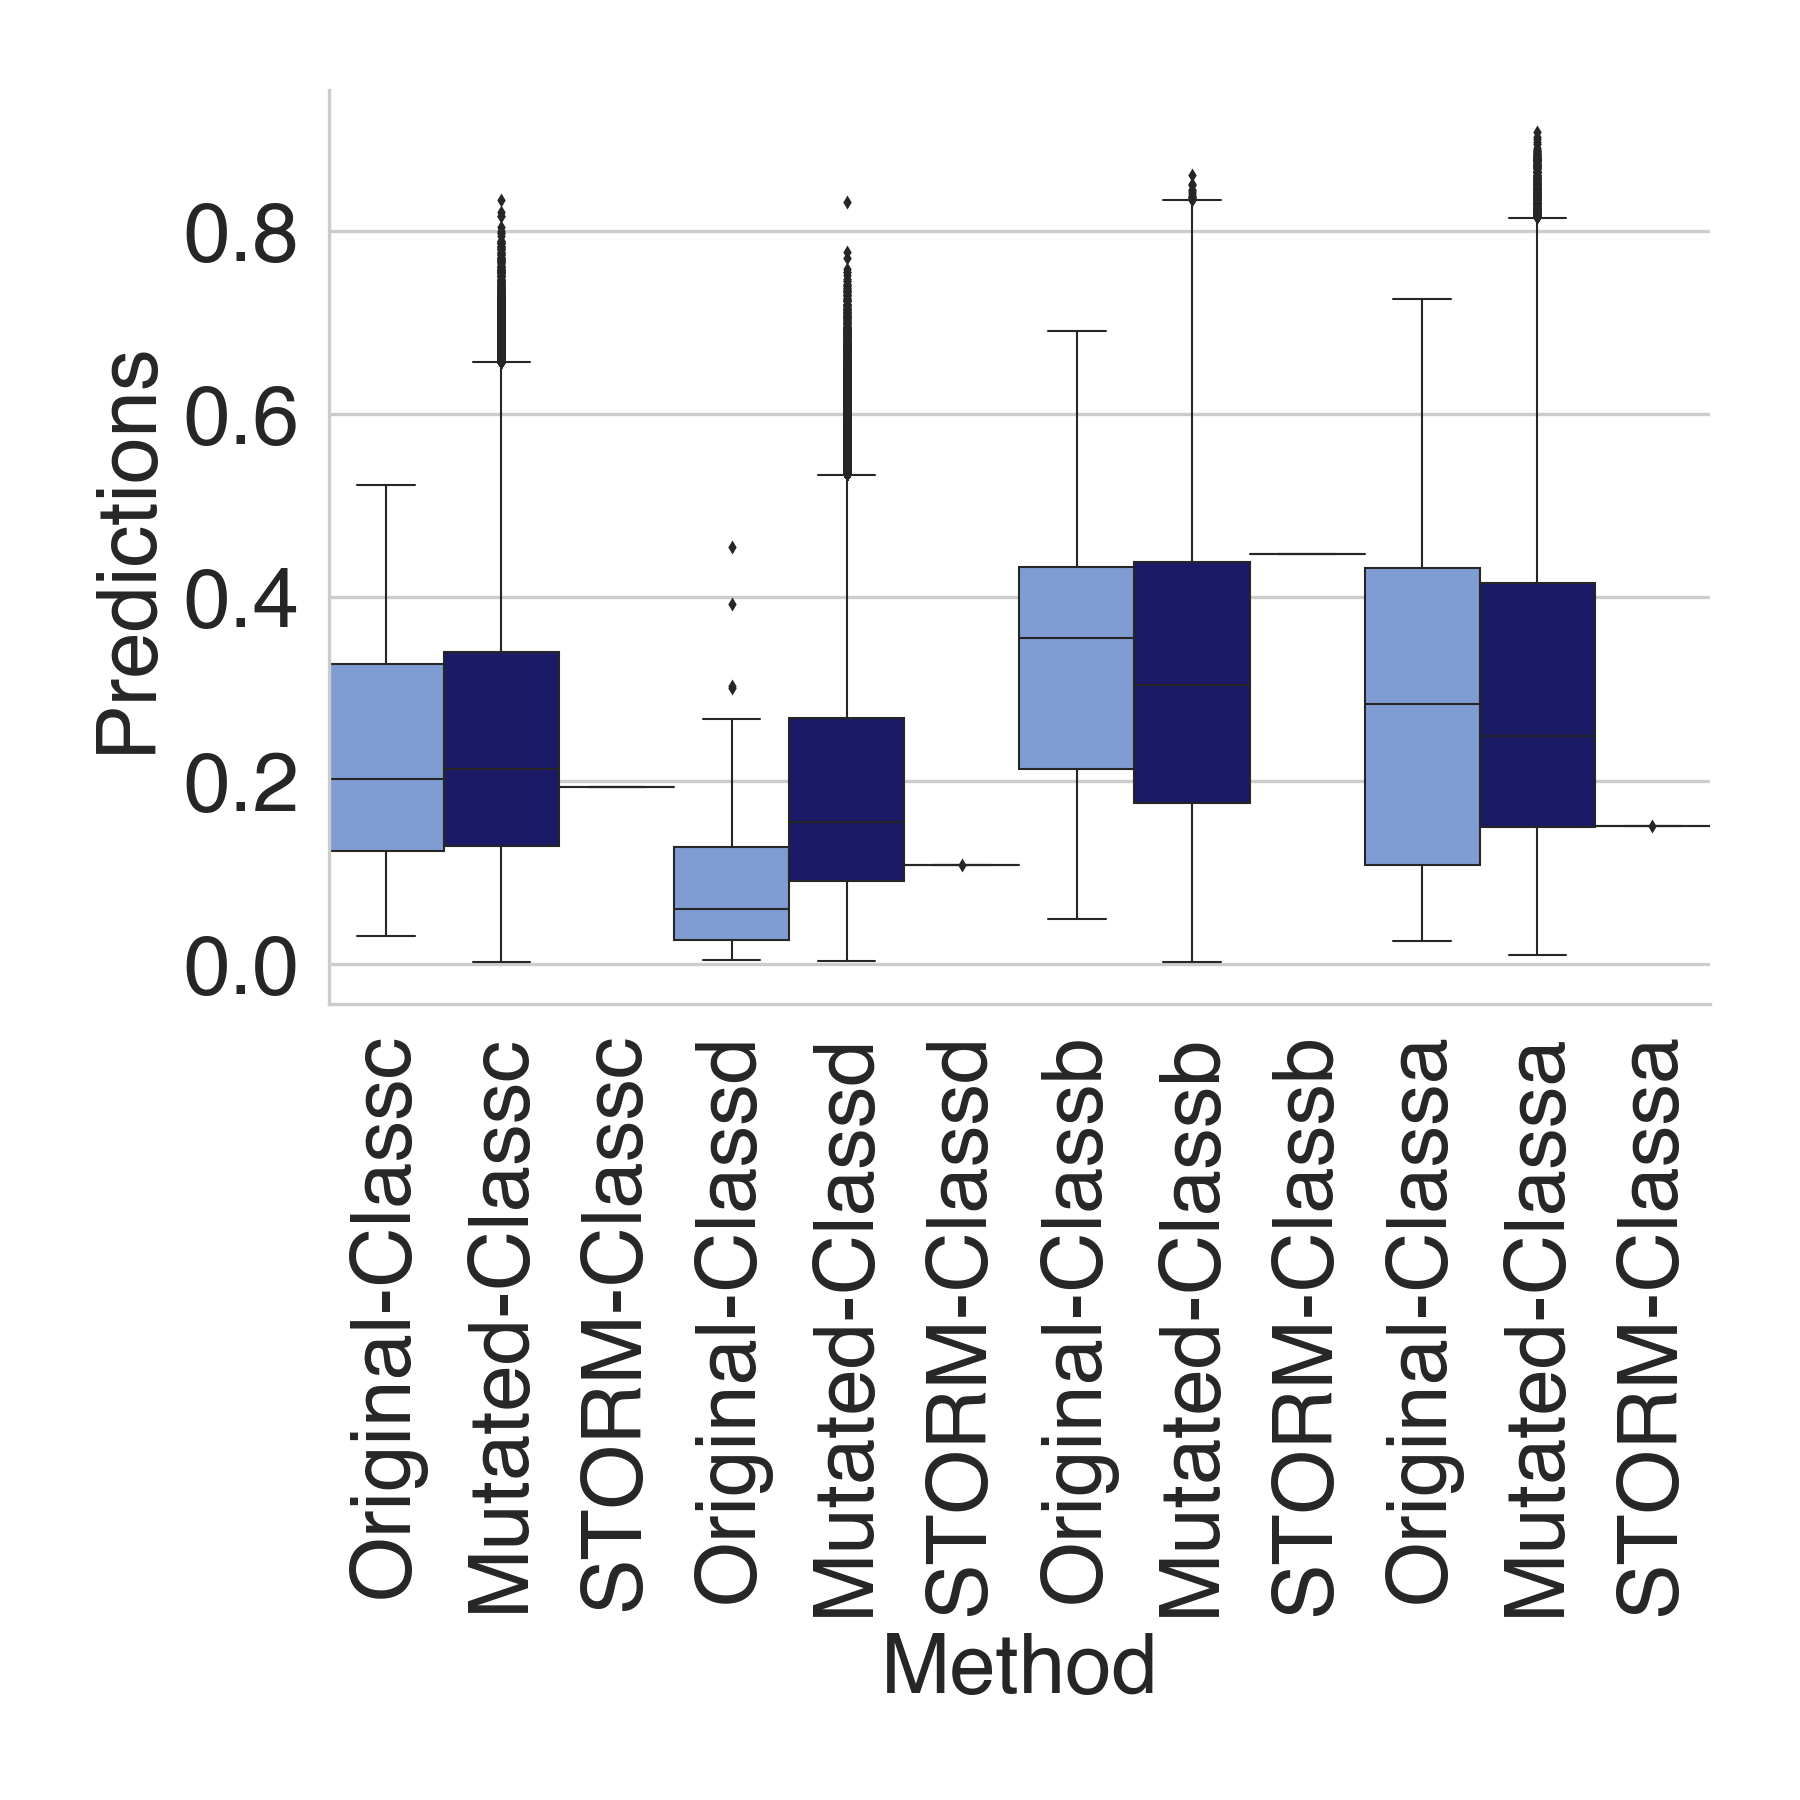 Predictions
0.8
0.6
0.4
0.2
0.0
Original-Classc
Mutated-Classc
STORM-Classc
Original-Classd
Mutated-Classd
STORM-Classd
Original-Classb
Mutated-Classb
STORM-Classb
Original-Classa
Mutated-Classa
STORM-Classa
Method